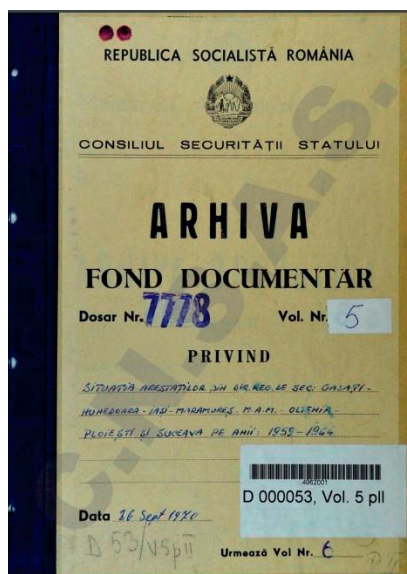 REPUBLICA SOCIALISTĂ ROMÂNIA
CONSILIUL SECURITĂȚII STATULUI
ARHIVA
FOND DOCUMENTAR
Dosar Nr. 7778 Vol. Nr. 5
PRIVIND
SITUAȚIA ARESTAȚILOR DIN DIR. REG. DE SEC: GALAȚI -
HUNEDOARA - IAȘI - MARAMUREȘ - M.A.M. - OLTENIA -
PLOIEȘTI ȘI SUCEAVA PE ANII: 1959-1964
4062001
D 000053, Vol. 5 pII
Data 26 Sept 1970
D 53/V5pII
Urmează Vol Nr. 6
C.N.S.A.S.